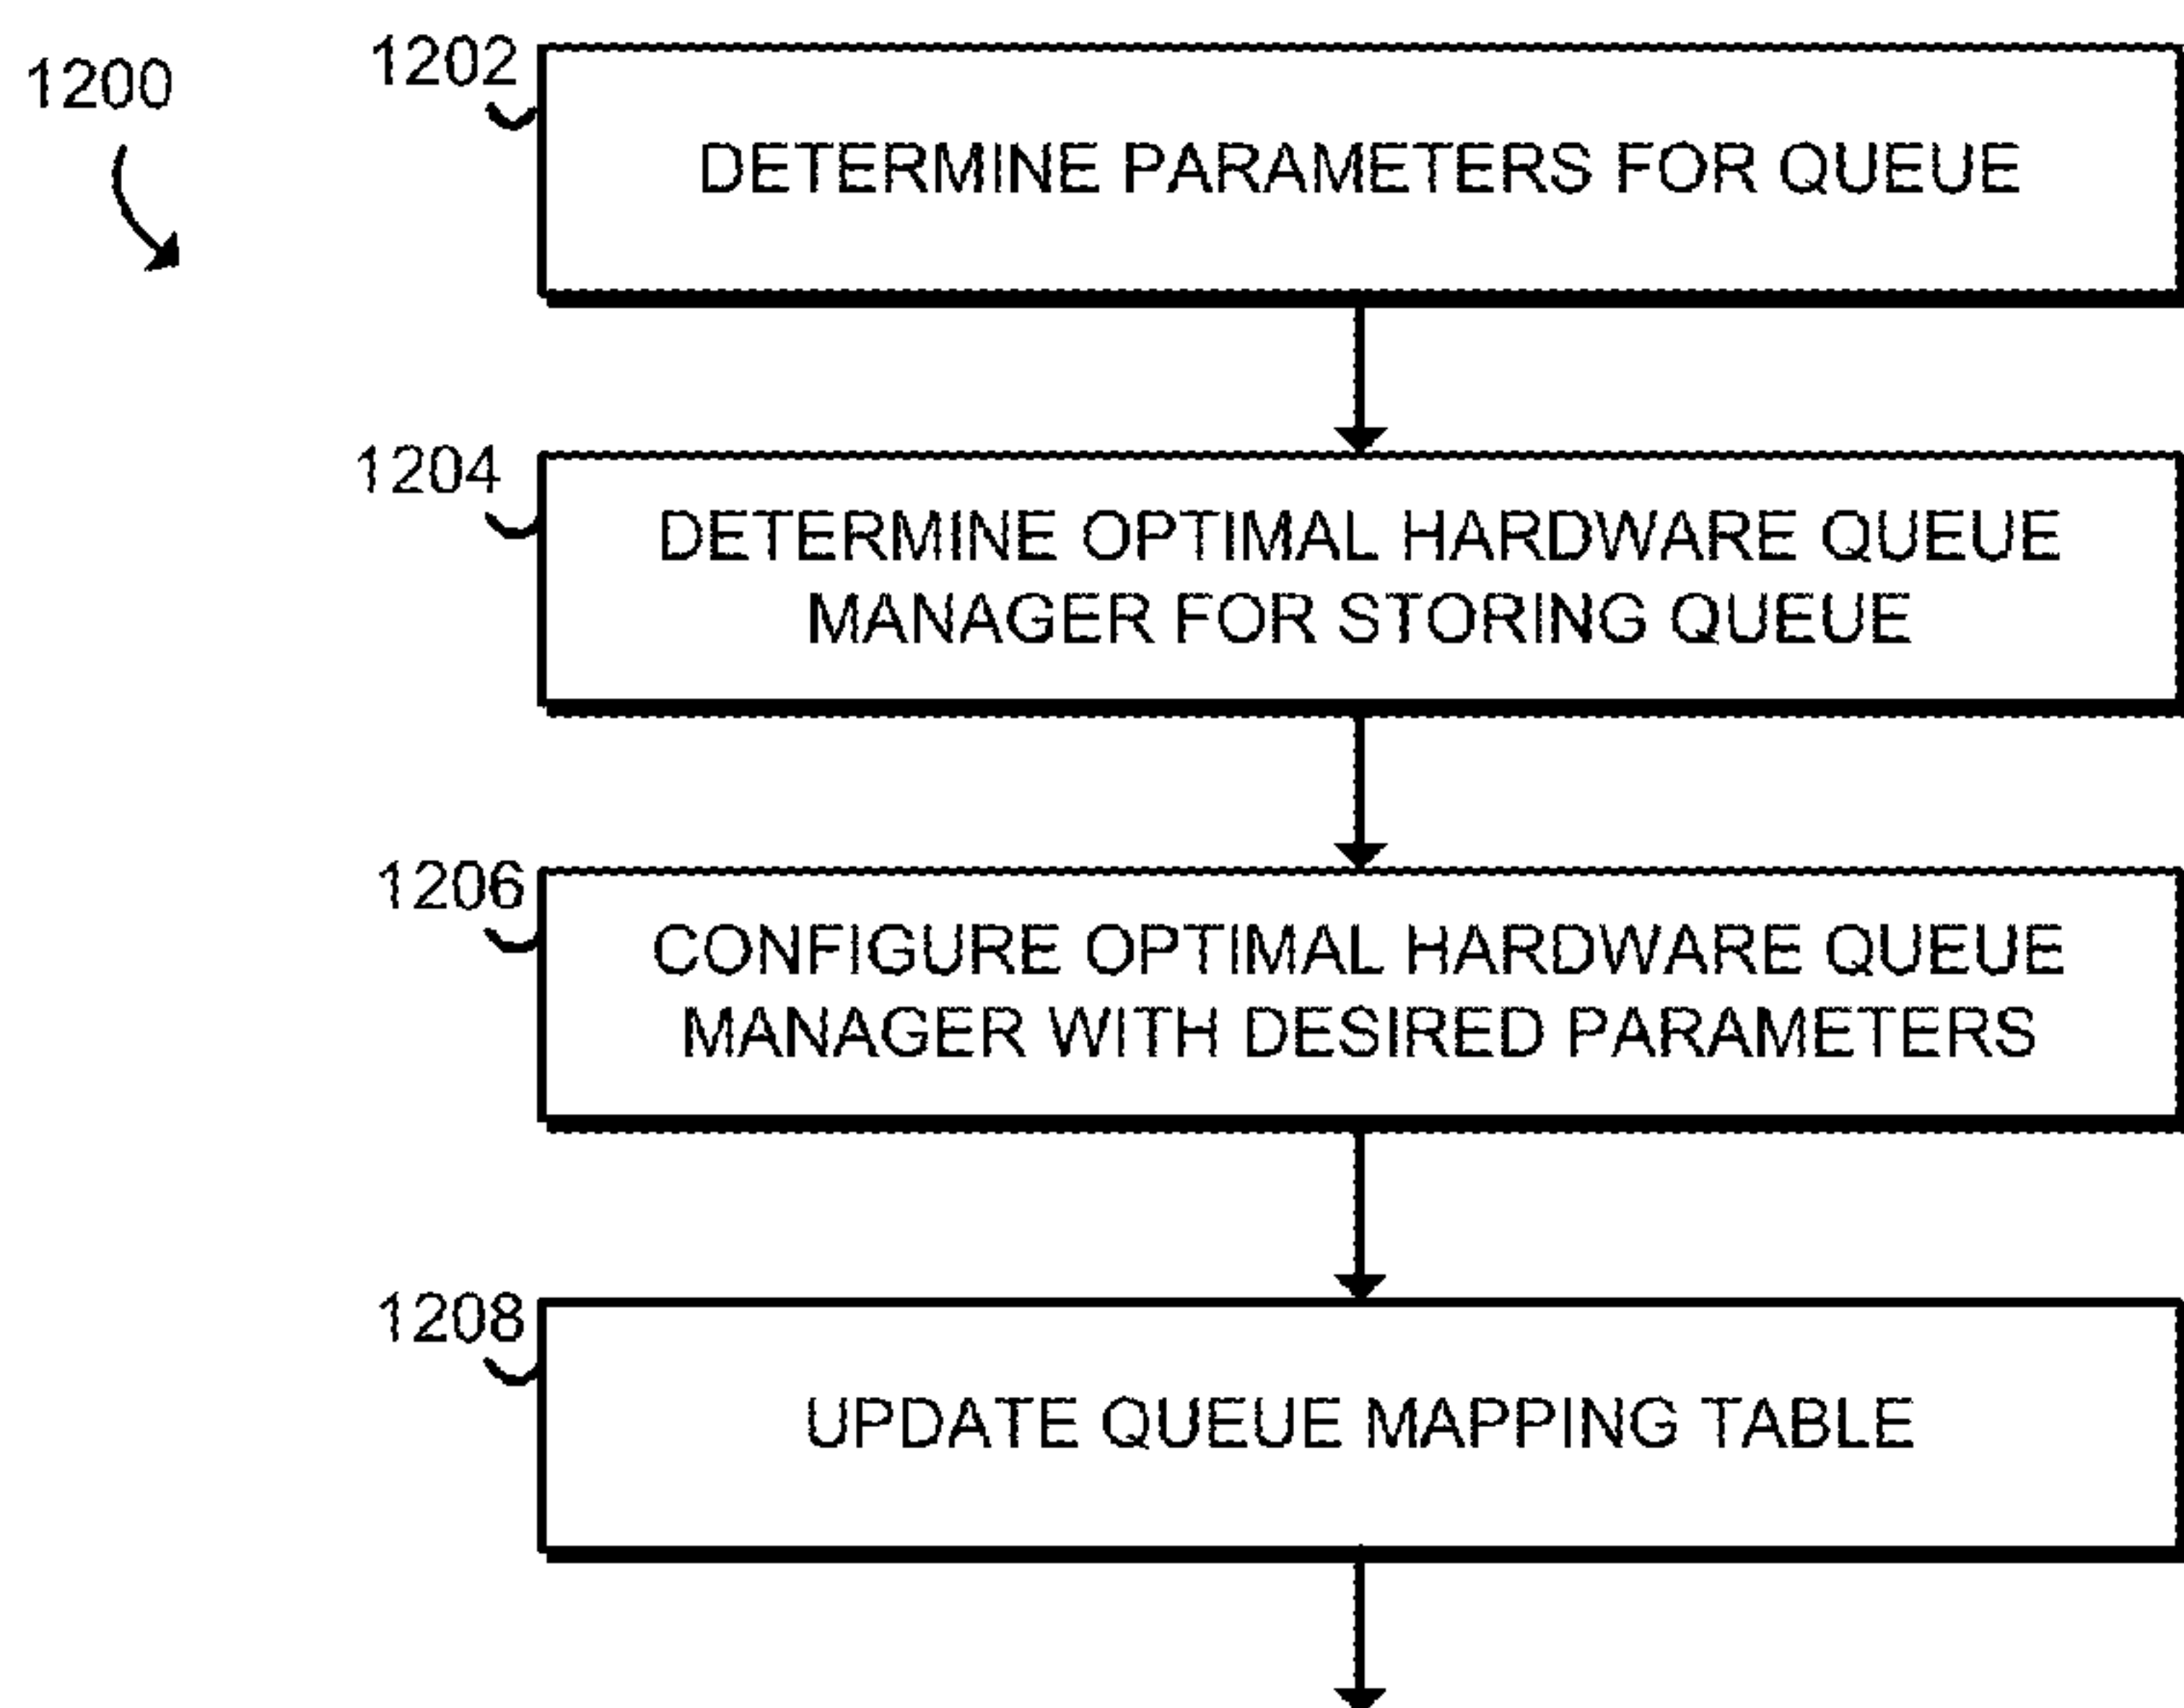 1200
1202
DETERMINE PARAMETERS FOR QUEUE
1204
DETERMINE OPTIMAL HARDWARE QUEUE
MANAGER FOR STORING QUEUE
1206
CONFIGURE OPTIMAL HARDWARE QUEUE
MANAGER WITH DESIRED PARAMETERS
1208
UPDATE QUEUE MAPPING TABLE